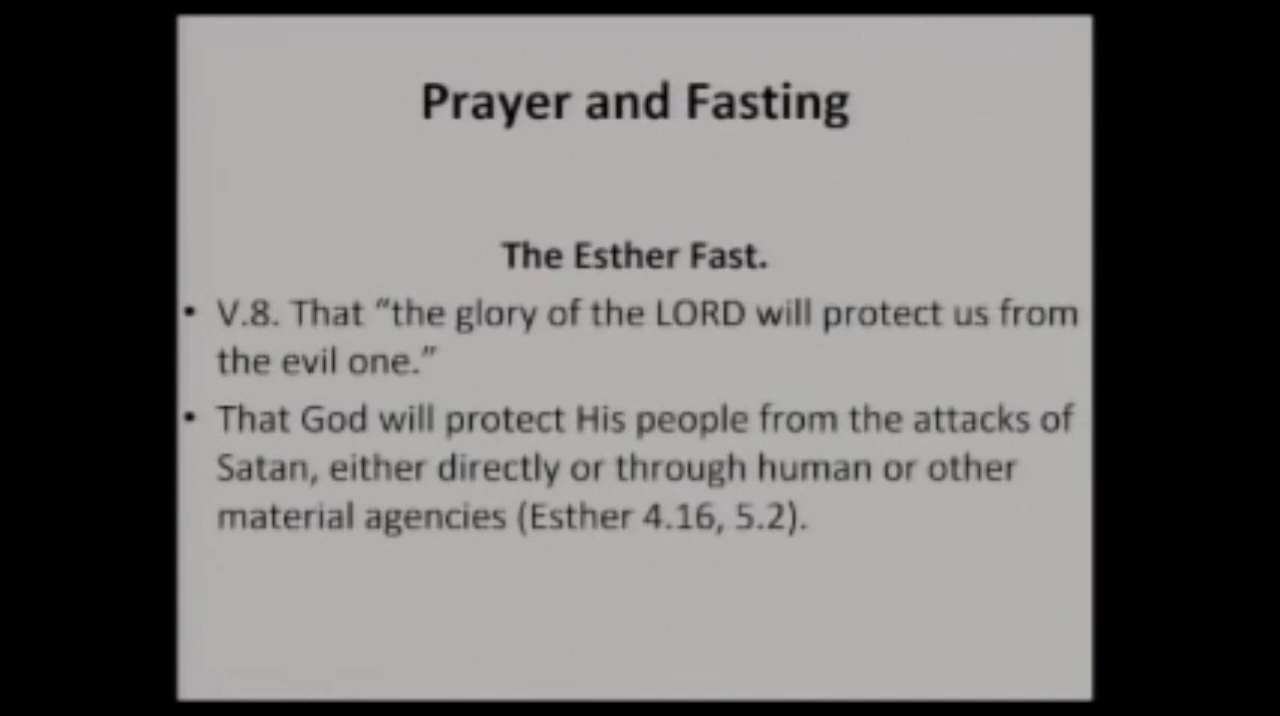 Prayer and Fasting
The Esther Fast.
• V.8. That “the glory of the LORD will protect us from
the evil one.”
• That God will protect His people from the attacks of
Satan, either directly or through human or other
material agencies (Esther 4.16, 5.2).